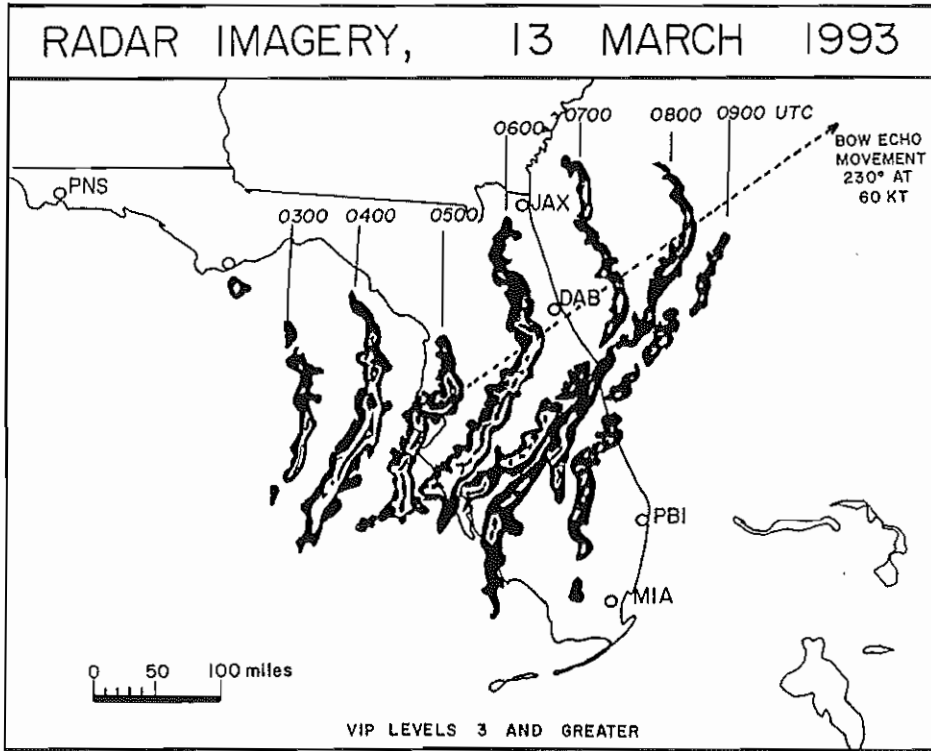 RADAR IMAGERY, 13 MARCH 1993
0600 0700 0800 0900 UTC
BOW ECHO
MOVEMENT
230° AT
60 KT
PNS
JAX
0300 0400 0500
DAB
PBI
MIA
0 50 100 miles
VIP LEVELS 3 AND GREATER